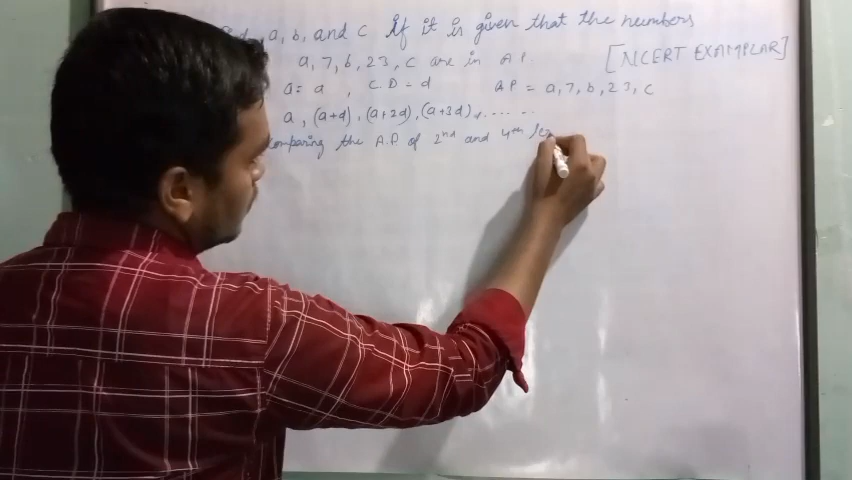 , a, b, and c If it is given that the numbers
a, 7, b, 23, c are in A P.
[NCERT EXAMPLAR]
a = a , C.D = d A P = a, 7, b, 23, c
a, (a+d), (a+2d), (a+3d), ......
comparing the A.P. of 2nd and 4th